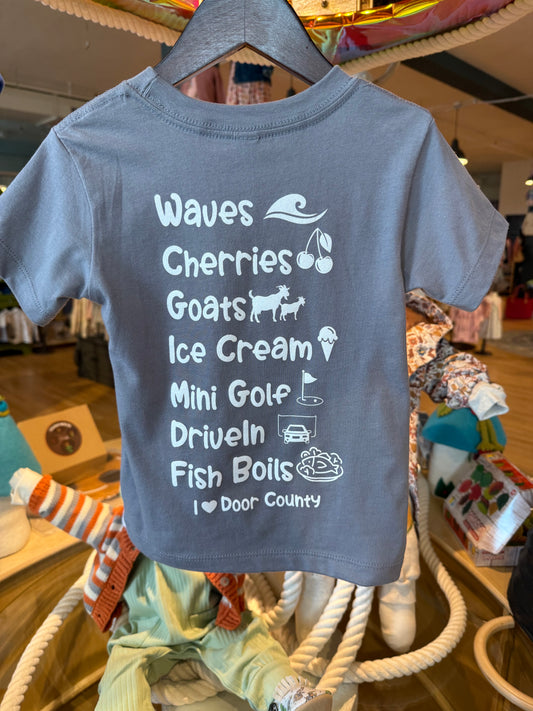 Waves
Cherries
Goats
Ice Cream
Mini Golf
DriveIn
Fish Boils
I ♥ Door County